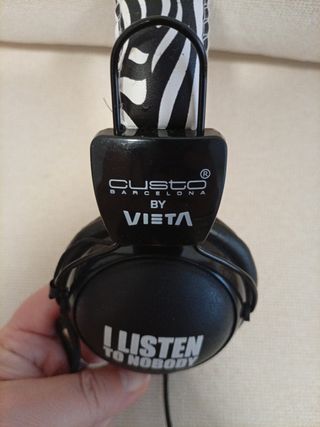 custo®
BARCELONA
BY
VIETA
I LISTEN
TO NOBODY